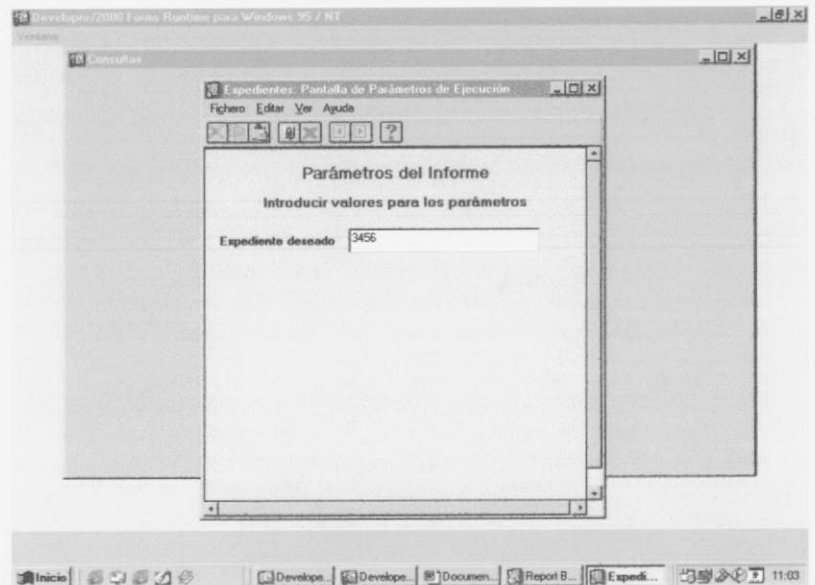 Developer/2000 Forms Runtime para Windows 95 / NT
Ventana
Consultas
Expedientes: Pantalla de Parámetros de Ejecución
Fichero Editar Ver Ayuda
Parámetros del Informe
Introducir valores para los parámetros
Expediente deseado 3456
Inicio Develope... Develope... Documen... Report B... Expedi... 11:03